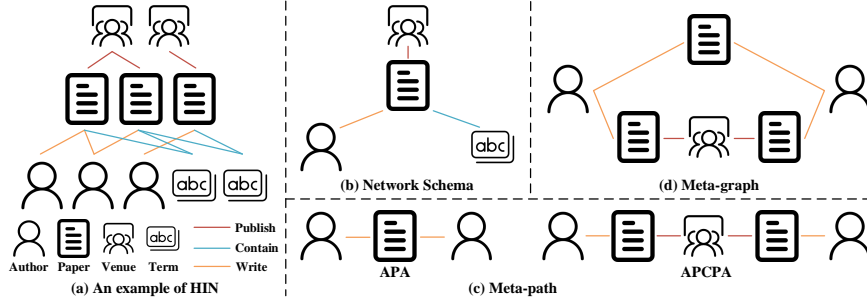 abc
abc
Author
Paper
Venue
Term
Publish
Contain
Write
(a) An example of HIN
abc
abc
(b) Network Schema
(d) Meta-graph
APA
APCPA
(c) Meta-path